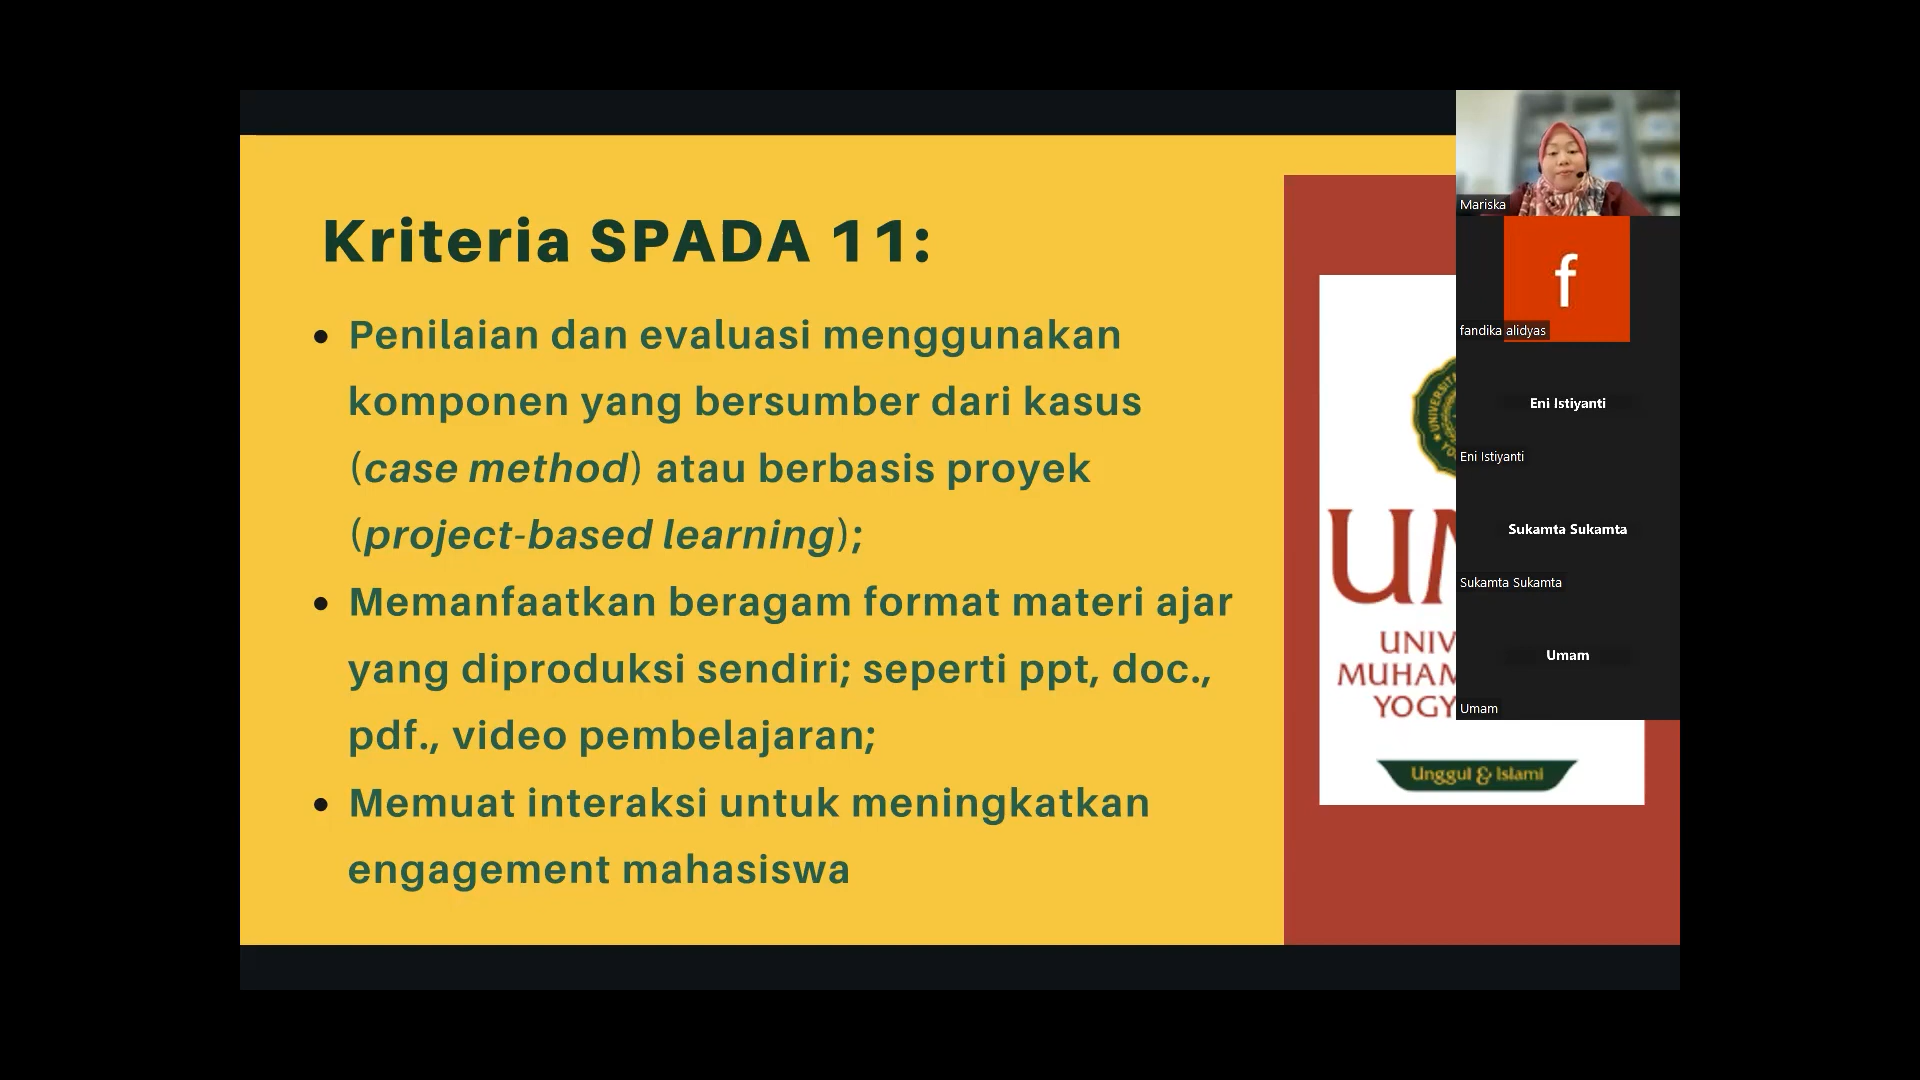 Kriteria SPADA 11:
• Penilaian dan evaluasi menggunakan
komponen yang bersumber dari kasus
(case method) atau berbasis proyek
(project-based learning);
• Memanfaatkan beragam format materi ajar
yang diproduksi sendiri; seperti ppt, doc.,
pdf., video pembelajaran;
• Memuat interaksi untuk meningkatkan
engagement mahasiswa
UNIV
MUHAM
YOGY
Unggul & Islami
Mariska
f
fandika alidyas
Eni Istiyanti
Eni Istiyanti
Sukamta Sukamta
Sukamta Sukamta
Umam
Umam